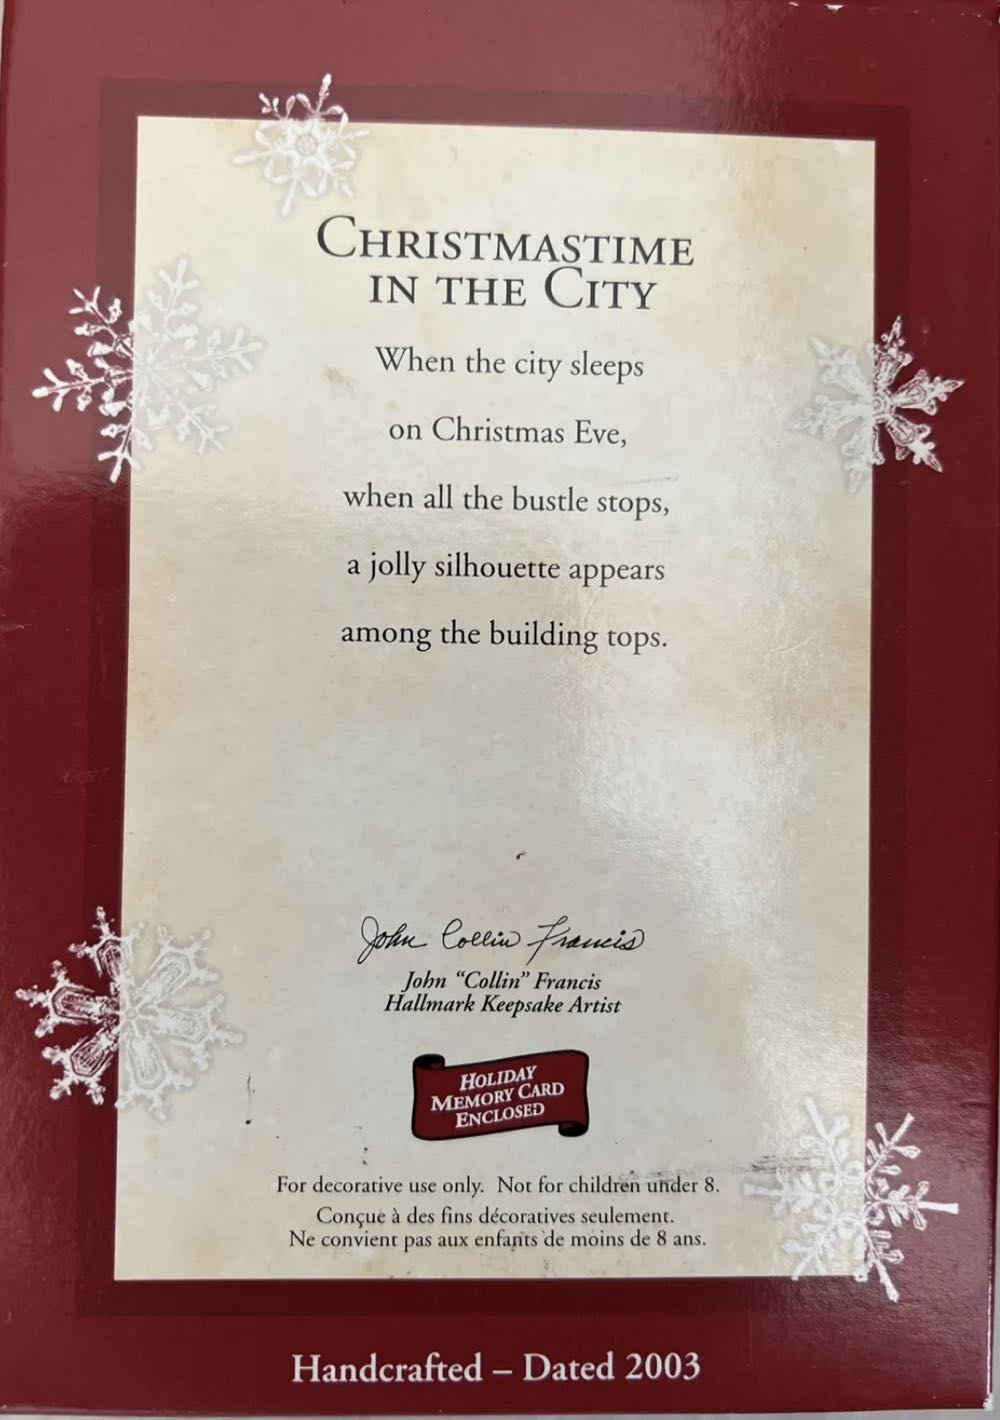 CHRISTMASTIME
IN THE CITY
When the city sleeps
on Christmas Eve,
when all the bustle stops,
a jolly silhouette appears
among the building tops.
John Collin Francis
John “Collin” Francis
Hallmark Keepsake Artist
HOLIDAY
MEMORY CARD
ENCLOSED
For decorative use only. Not for children under 8.
Conçue à des fins décoratives seulement.
Ne convient pas aux enfants de moins de 8 ans.
Handcrafted – Dated 2003